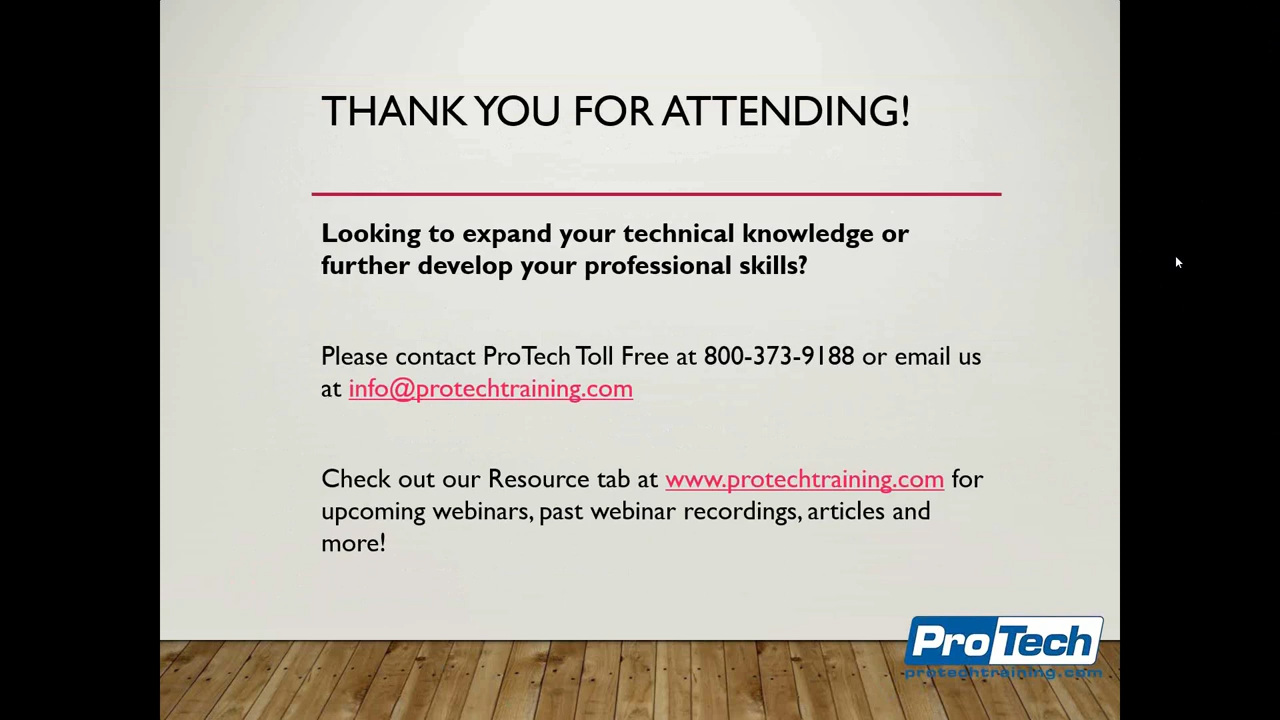 THANK YOU FOR ATTENDING!
Looking to expand your technical knowledge or
further develop your professional skills?
Please contact ProTech Toll Free at 800-373-9188 or email us
at info@protechtraining.com
Check out our Resource tab at www.protechtraining.com for
upcoming webinars, past webinar recordings, articles and
more!
ProTech
protechtraining.com